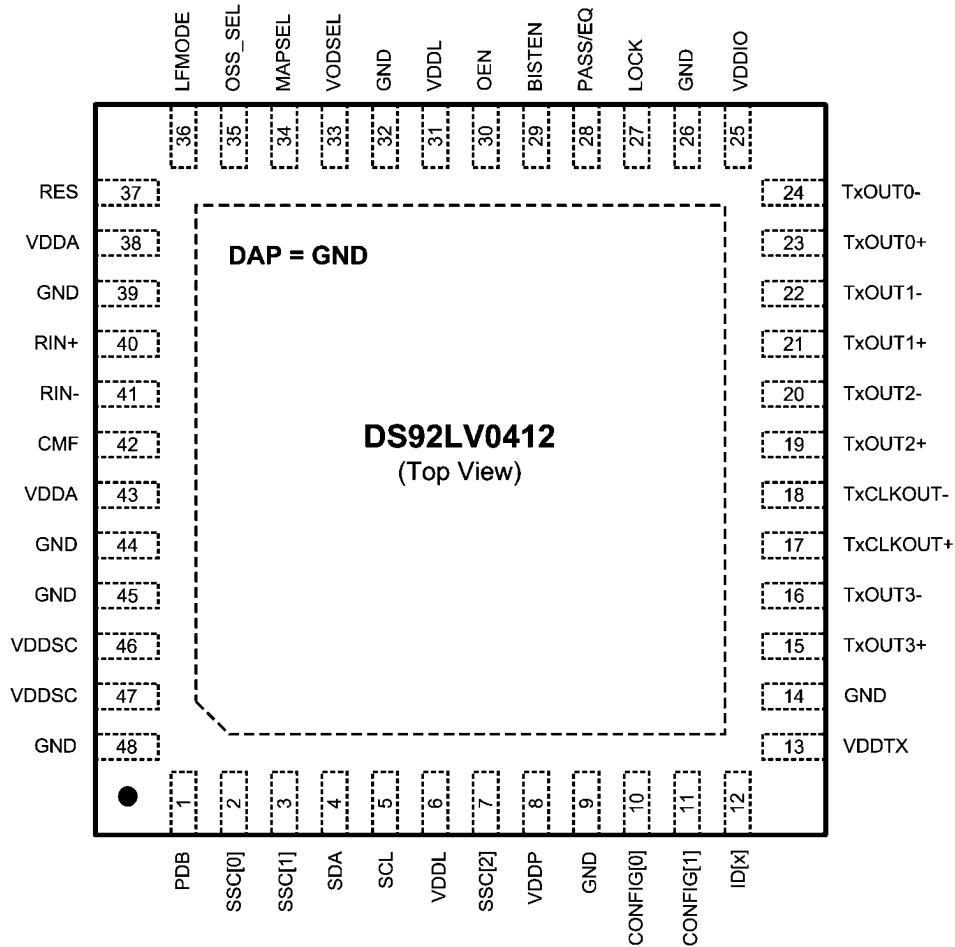 LFMODE
OSS_SEL
MAPSEL
VODSEL
GND
VDDL
OEN
BISTEN
PASS/EQ
LOCK
GND
VDDIO
36
35
34
33
32
31
30
29
28
27
26
25
RES 37
VDDA 38
GND 39
RIN+ 40
RIN- 41
CMF 42
VDDA 43
GND 44
GND 45
VDDSC 46
VDDSC 47
GND 48
DAP = GND
DS92LV0412
(Top View)
24 TxOUT0-
23 TxOUT0+
22 TxOUT1-
21 TxOUT1+
20 TxOUT2-
19 TxOUT2+
18 TxCLKOUT-
17 TxCLKOUT+
16 TxOUT3-
15 TxOUT3+
14 GND
13 VDDTX
1
2
3
4
5
6
7
8
9
10
11
12
PDB
SSC[0]
SSC[1]
SDA
SCL
VDDL
SSC[2]
VDDP
GND
CONFIG[0]
CONFIG[1]
ID[x]